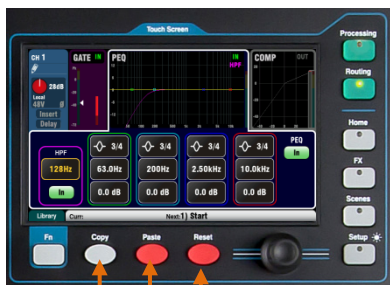 Touch Screen
Processing
CH 1 GATE IN PEQ IN COMP OUT
HPF
28dB
Local
48V Ø
Insert
Delay
Routing
Home
HPF 3/4 3/4 3/4 3/4 PEQ
128Hz 63.0Hz 200Hz 2.50kHz 10.0kHz In
In 0.0 dB 0.0 dB 0.0 dB 0.0 dB
FX
Scenes
Library Curr: Next: 1) Start
Fn Copy Paste Reset Setup